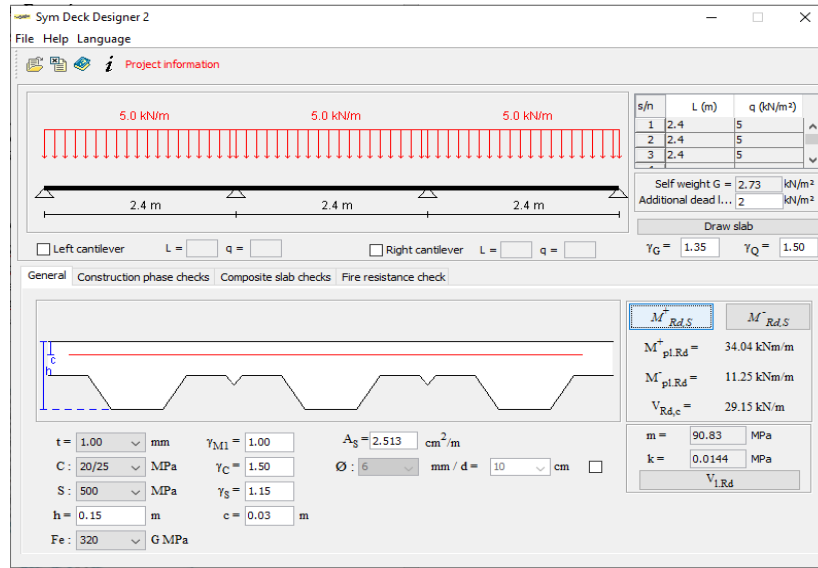 Sym Deck Designer 2
File Help Language
i Project information
5.0 kN/m 5.0 kN/m 5.0 kN/m
2.4 m 2.4 m 2.4 m
s/n L (m) q (kN/m²)
1 2.4 5
2 2.4 5
3 2.4 5
Self weight G = 2.73 kN/m²
Additional dead l... 2 kN/m²
Draw slab
Left cantilever L = q = Right cantilever L = q = γG = 1.35 γQ = 1.50
General Construction phase checks Composite slab checks Fire resistance check
c
h
M+Rd,S M-Rd,S
M+pl.Rd = 34.04 kNm/m
M-pl.Rd = 11.25 kNm/m
VRd,c = 29.15 kN/m
m = 90.83 MPa
k = 0.0144 MPa
Vl.Rd
t = 1.00 mm γM1 = 1.00 AS = 2.513 cm²/m
C : 20/25 MPa γC = 1.50 Ø : 6 mm / d = 10 cm
S : 500 MPa γS = 1.15
h = 0.15 m c = 0.03 m
Fe : 320 G MPa